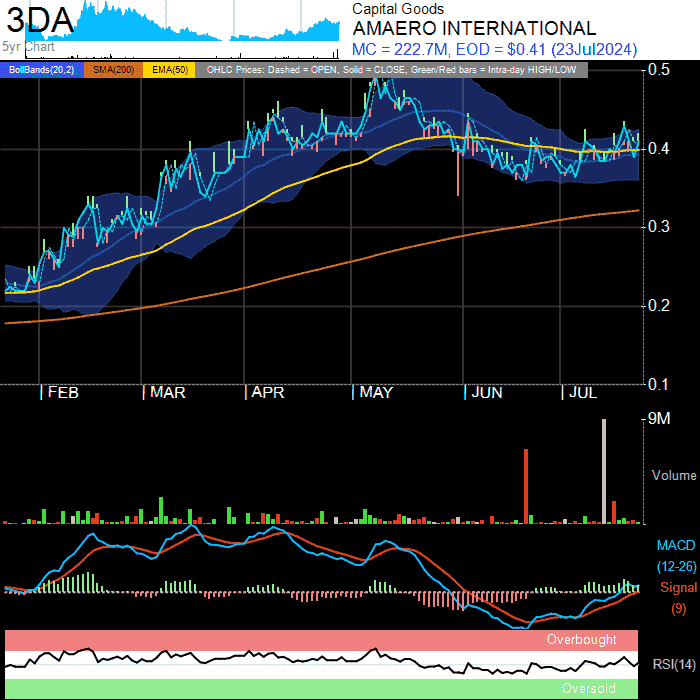 3DA
5yr Chart
Capital Goods
AMAERO INTERNATIONAL
MC = 222.7M, EOD = $0.41 (23Jul2024)
BollBands(20,2) SMA(200) EMA(50) OHLC Prices: Dashed = OPEN, Solid = CLOSE, Green/Red bars = Intra-day HIGH/LOW
0.5
0.4
0.3
0.2
0.1
FEB MAR APR MAY JUN JUL
9M
Volume
MACD
(12-26)
Signal
(9)
Overbought
RSI(14)
Oversold